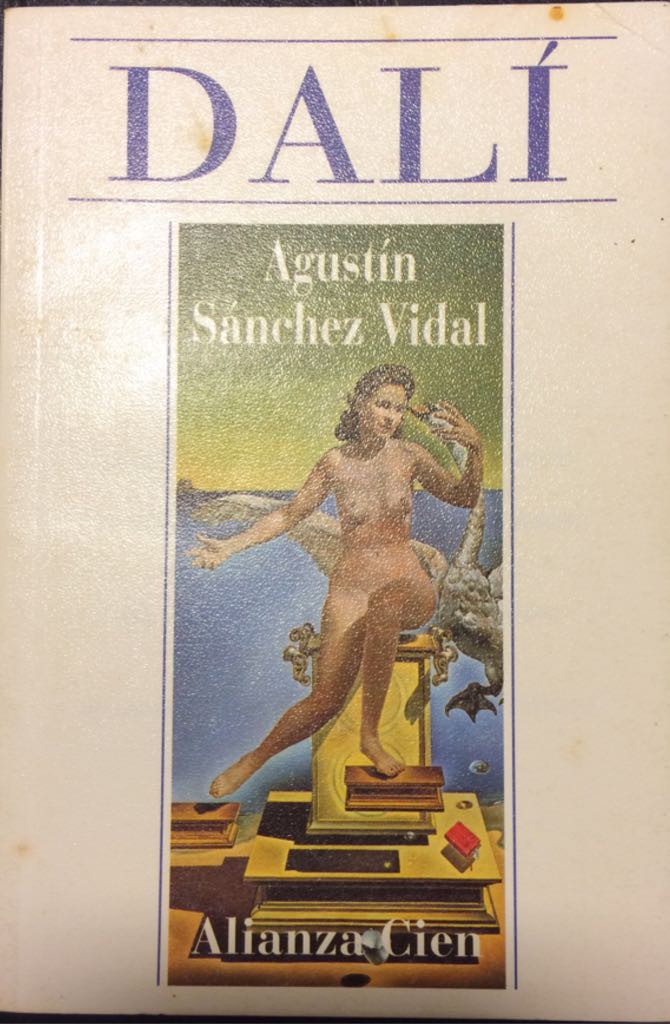 DALÍ
Agustín
Sánchez Vidal
Alianza Cien